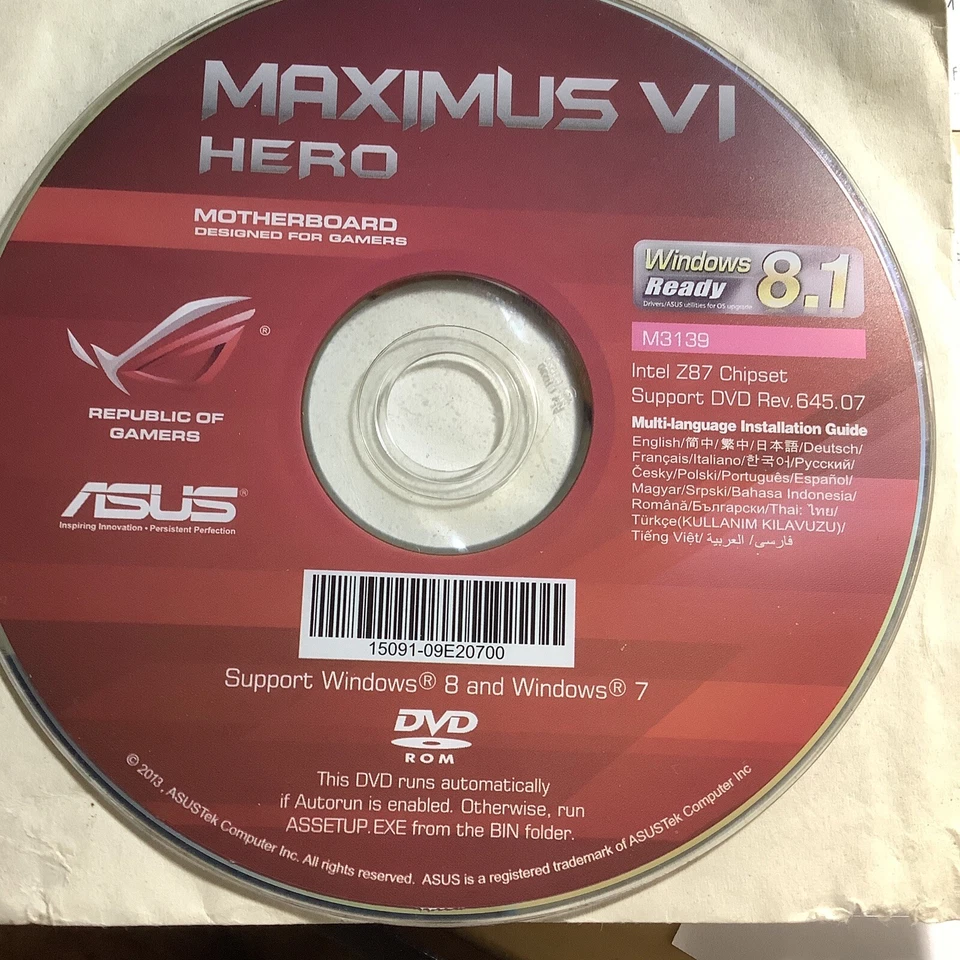 MAXIMUS VI
HERO
MOTHERBOARD
DESIGNED FOR GAMERS
Windows 8.1
Ready
Drivers/ASUS utilities for OS upgrade
M3139
Intel Z87 Chipset
Support DVD Rev.645.07
Multi-language Installation Guide
English/简中/繁中/日本語/Deutsch/
Français/Italiano/한국어/Русский/
Česky/Polski/Português/Español/
Magyar/Srpski/Bahasa Indonesia/
Română/Български/Thai: ไทย/
Türkçe(KULLANIM KILAVUZU)/
Tiếng Việt/ العربية /فارسی
®
REPUBLIC OF
GAMERS
ASUS®
Inspiring Innovation • Persistent Perfection
15091-09E20700
Support Windows® 8 and Windows® 7
DVD
ROM
This DVD runs automatically
if Autorun is enabled. Otherwise, run
ASSETUP.EXE from the BIN folder.
© 2013, ASUSTek Computer Inc. All rights reserved. ASUS is a registered trademark of ASUSTek Computer Inc